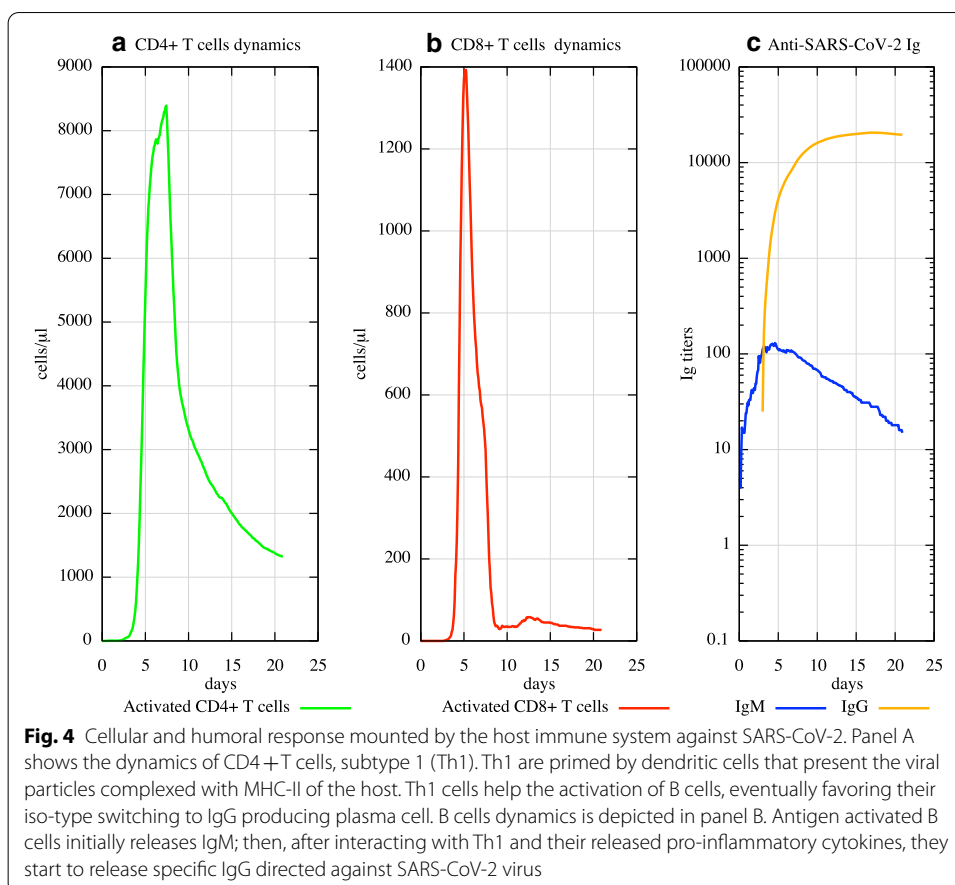 a CD4+ T cells dynamics
9000
8000
7000
6000
5000
4000
3000
2000
1000
0
cells/µl
0 5 10 15 20 25
days
Activated CD4+ T cells
b CD8+ T cells dynamics
1400
1200
1000
800
600
400
200
0
cells/µl
0 5 10 15 20 25
days
Activated CD8+ T cells
c Anti-SARS-CoV-2 Ig
100000
10000
1000
100
10
1
0.1
Ig titers
0 5 10 15 20 25
days
IgM IgG
Fig. 4 Cellular and humoral response mounted by the host immune system against SARS-CoV-2. Panel A
shows the dynamics of CD4+T cells, subtype 1 (Th1). Th1 are primed by dendritic cells that present the viral
particles complexed with MHC-II of the host. Th1 cells help the activation of B cells, eventually favoring their
iso-type switching to IgG producing plasma cell. B cells dynamics is depicted in panel B. Antigen activated B
cells initially releases IgM; then, after interacting with Th1 and their released pro-inflammatory cytokines, they
start to release specific IgG directed against SARS-CoV-2 virus